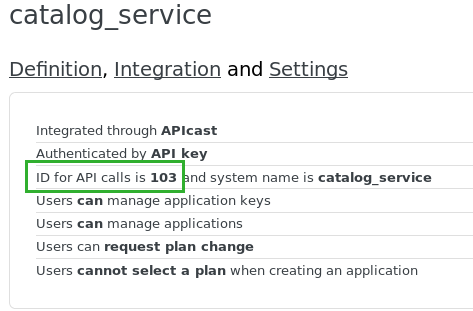 catalog_service
Definition, Integration and Settings
Integrated through APIcast
Authenticated by API key
ID for API calls is 103 and system name is catalog_service
Users can manage application keys
Users can manage applications
Users can request plan change
Users cannot select a plan when creating an application